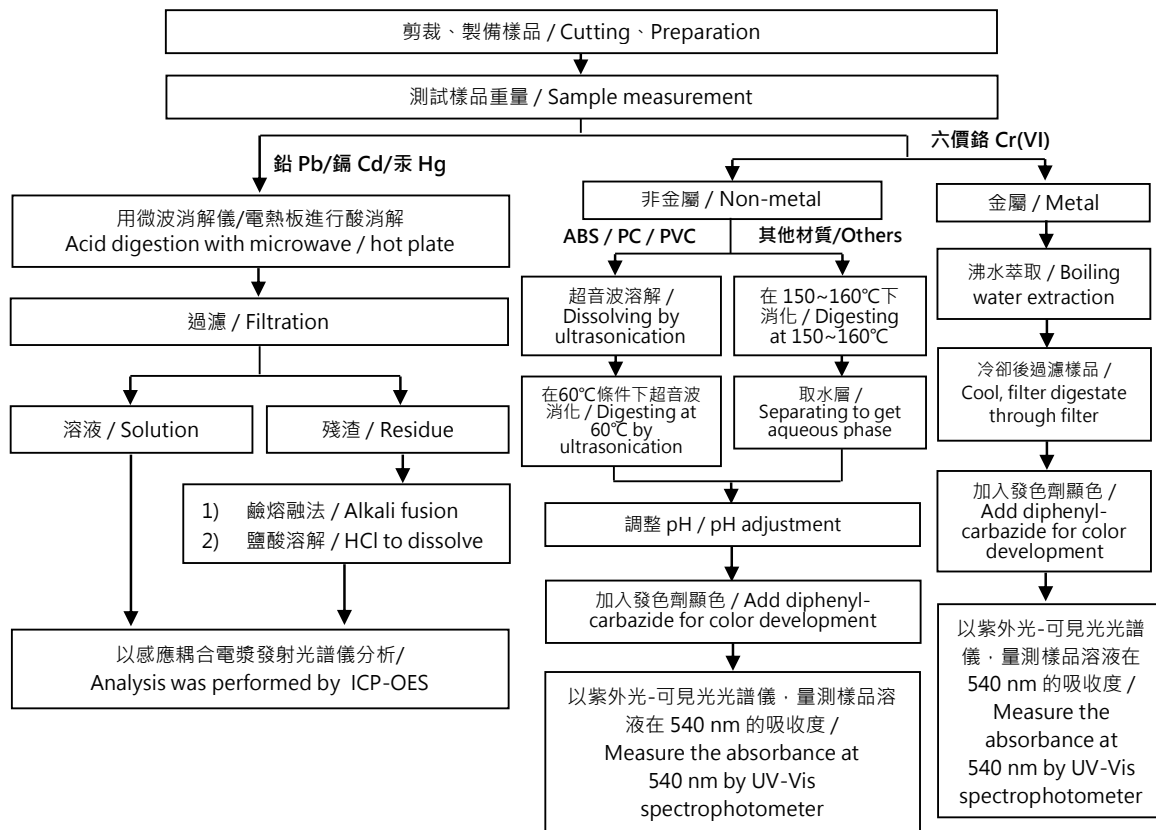 剪裁、製備樣品 / Cutting、Preparation
測試樣品重量 / Sample measurement
鉛 Pb/鎘 Cd/汞 Hg
用微波消解儀/電熱板進行酸消解
Acid digestion with microwave / hot plate
過濾 / Filtration
溶液 / Solution
殘渣 / Residue
1) 鹼熔融法 / Alkali fusion
2) 鹽酸溶解 / HCl to dissolve
以感應耦合電漿發射光譜儀分析/
Analysis was performed by ICP-OES
六價鉻 Cr(VI)
非金屬 / Non-metal
ABS / PC / PVC
超音波溶解 /
Dissolving by
ultrasonication
在60℃條件下超音波
消化 / Digesting at
60℃ by
ultrasonication
其他材質/Others
在 150~160℃下
消化 / Digesting
at 150~160℃
取水層 /
Separating to get
aqueous phase
調整 pH / pH adjustment
加入發色劑顯色 / Add diphenyl-
carbazide for color development
以紫外光-可見光光譜儀，量測樣品溶
液在 540 nm 的吸收度 /
Measure the absorbance at
540 nm by UV-Vis
spectrophotometer
金屬 / Metal
沸水萃取 / Boiling
water extraction
冷卻後過濾樣品 /
Cool, filter digestate
through filter
加入發色劑顯色 /
Add diphenyl-
carbazide for color
development
以紫外光-可見光光譜
儀，量測樣品溶液在
540 nm 的吸收度 /
Measure the
absorbance at
540 nm by UV-Vis
spectrophotometer